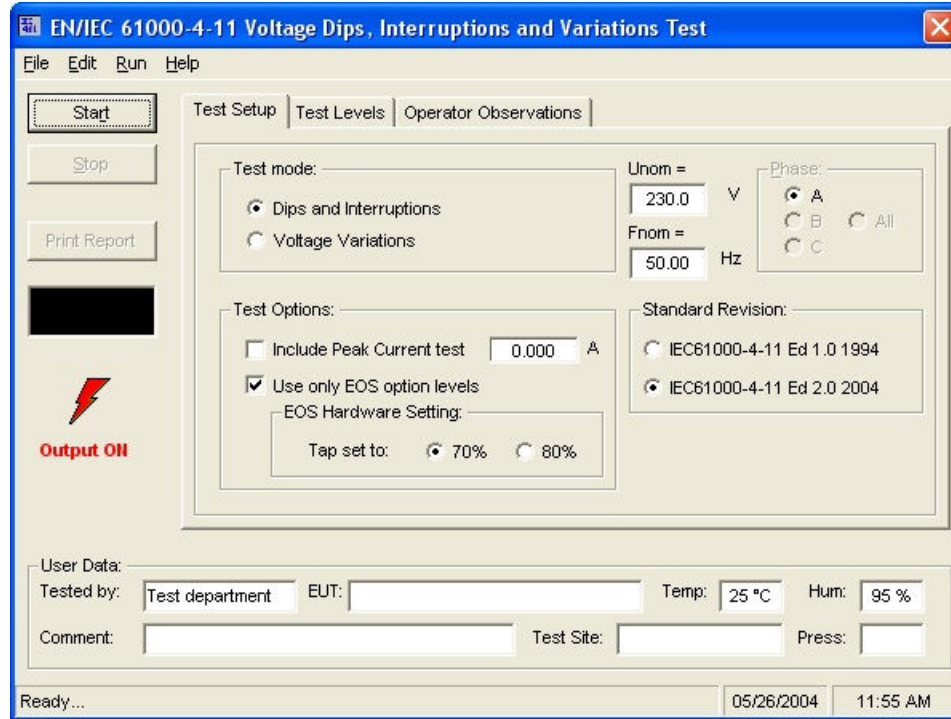 EN/IEC 61000-4-11 Voltage Dips, Interruptions and Variations Test
File Edit Run Help
Start
Stop
Print Report
Output ON
Test Setup Test Levels Operator Observations
Test mode:
Dips and Interruptions
Voltage Variations
Unom =
230.0 V
Fnom =
50.00 Hz
Phase:
A
B All
C
Test Options:
Include Peak Current test 0.000 A
Use only EOS option levels
EOS Hardware Setting:
Tap set to: 70% 80%
Standard Revision:
IEC61000-4-11 Ed 1.0 1994
IEC61000-4-11 Ed 2.0 2004
User Data:
Tested by: Test department EUT: Temp: 25 °C Hum: 95 %
Comment: Test Site: Press:
Ready... 05/26/2004 11:55 AM